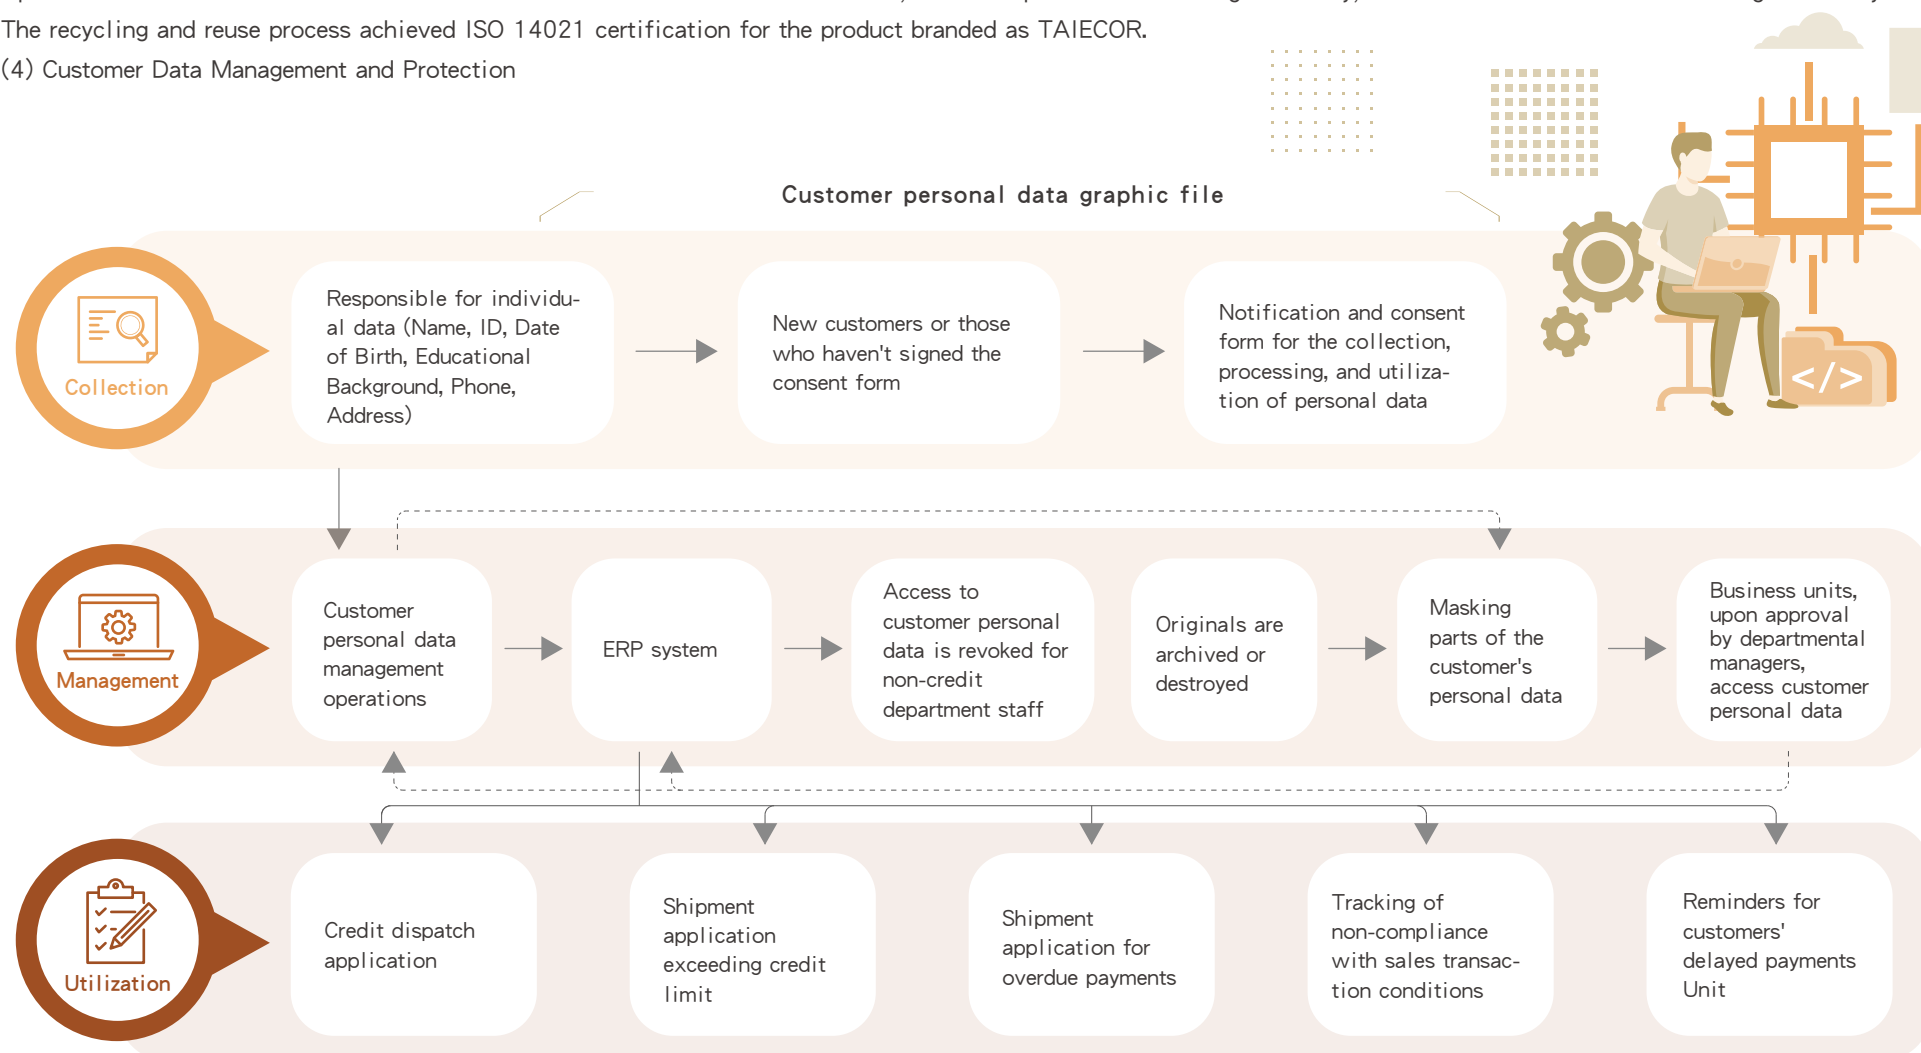 The recycling and reuse process achieved ISO 14021 certification for the product branded as TAIECOR.
(4) Customer Data Management and Protection
Customer personal data graphic file
Collection
Responsible for individu-
al data (Name, ID, Date
of Birth, Educational
Background, Phone,
Address)
New customers or those
who haven't signed the
consent form
Notification and consent
form for the collection,
processing, and utiliza-
tion of personal data
</>
Management
Customer
personal data
management
operations
ERP system
Access to
customer personal
data is revoked for
non-credit
department staff
Originals are
archived or
destroyed
Masking
parts of the
customer's
personal data
Business units,
upon approval
by departmental
managers,
access customer
personal data
Utilization
Credit dispatch
application
Shipment
application
exceeding credit
limit
Shipment
application for
overdue payments
Tracking of
non-compliance
with sales transac-
tion conditions
Reminders for
customers'
delayed payments
Unit